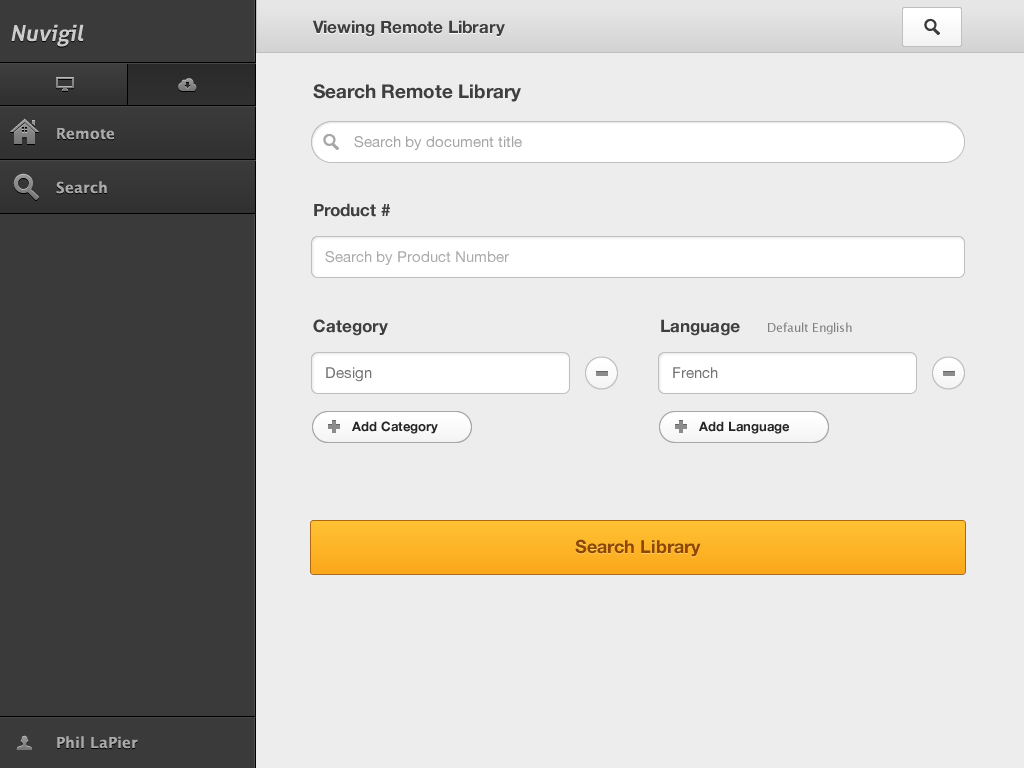 Nuvigil
Viewing Remote Library
Remote
Search
Search Remote Library
Search by document title
Product #
Search by Product Number
Category
Language Default English
Design
French
Add Category
Add Language
Search Library
Phil LaPier